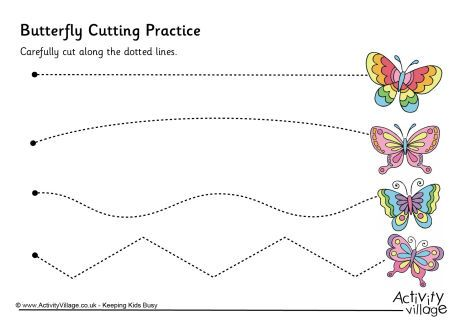 Butterfly Cutting Practice
Carefully cut along the dotted lines.
© www.ActivityVillage.co.uk - Keeping Kids Busy
Activity
Village